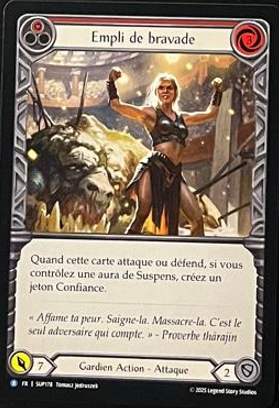 Empli de bravade
Quand cette carte attaque ou défend, si vous
contrôlez une aura de Suspens, créez un
jeton Confiance.
« Affame ta peur. Saigne-la. Massacre-la. C'est le
seul adversaire qui compte. » - Proverbe thârajin
7
Gardien Action - Attaque
2
FR | SUP178 Tomasz Jedruszek
© 2025 Legend Story Studios